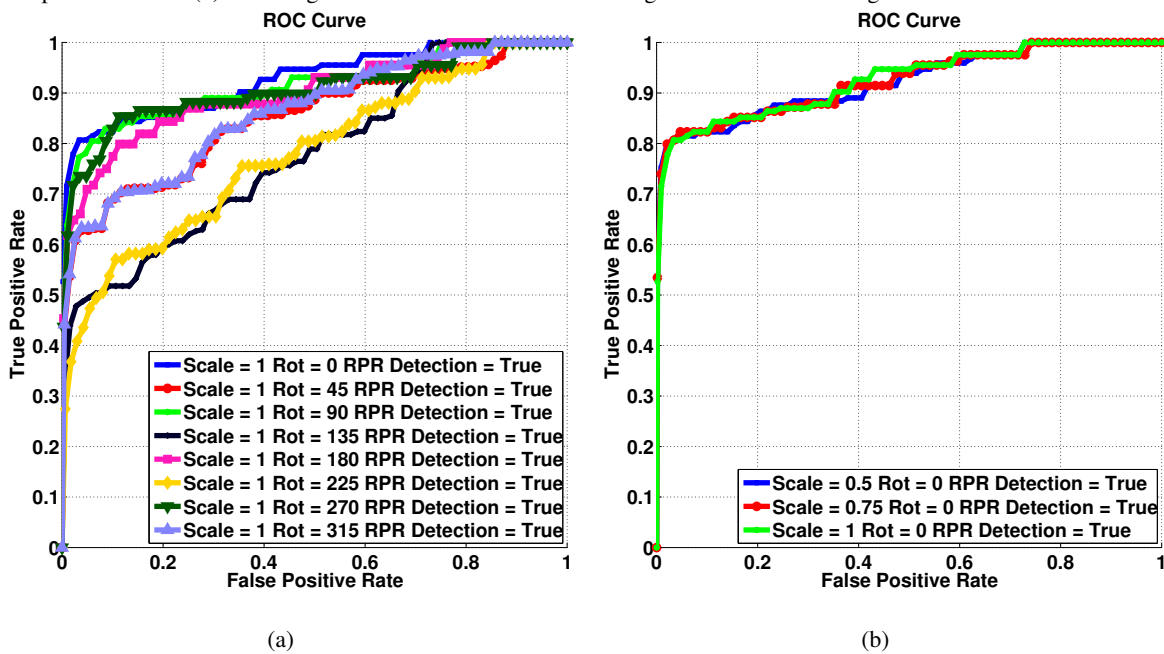 ROC Curve
1
0.9
0.8
0.7
0.6
0.5
0.4
0.3
0.2
0.1
0
True Positive Rate
Scale = 1 Rot = 0 RPR Detection = True
Scale = 1 Rot = 45 RPR Detection = True
Scale = 1 Rot = 90 RPR Detection = True
Scale = 1 Rot = 135 RPR Detection = True
Scale = 1 Rot = 180 RPR Detection = True
Scale = 1 Rot = 225 RPR Detection = True
Scale = 1 Rot = 270 RPR Detection = True
Scale = 1 Rot = 315 RPR Detection = True
0 0.2 0.4 0.6 0.8 1
False Positive Rate
(a)
ROC Curve
1
0.9
0.8
0.7
0.6
0.5
0.4
0.3
0.2
0.1
0
True Positive Rate
Scale = 0.5 Rot = 0 RPR Detection = True
Scale = 0.75 Rot = 0 RPR Detection = True
Scale = 1 Rot = 0 RPR Detection = True
0 0.2 0.4 0.6 0.8 1
False Positive Rate
(b)